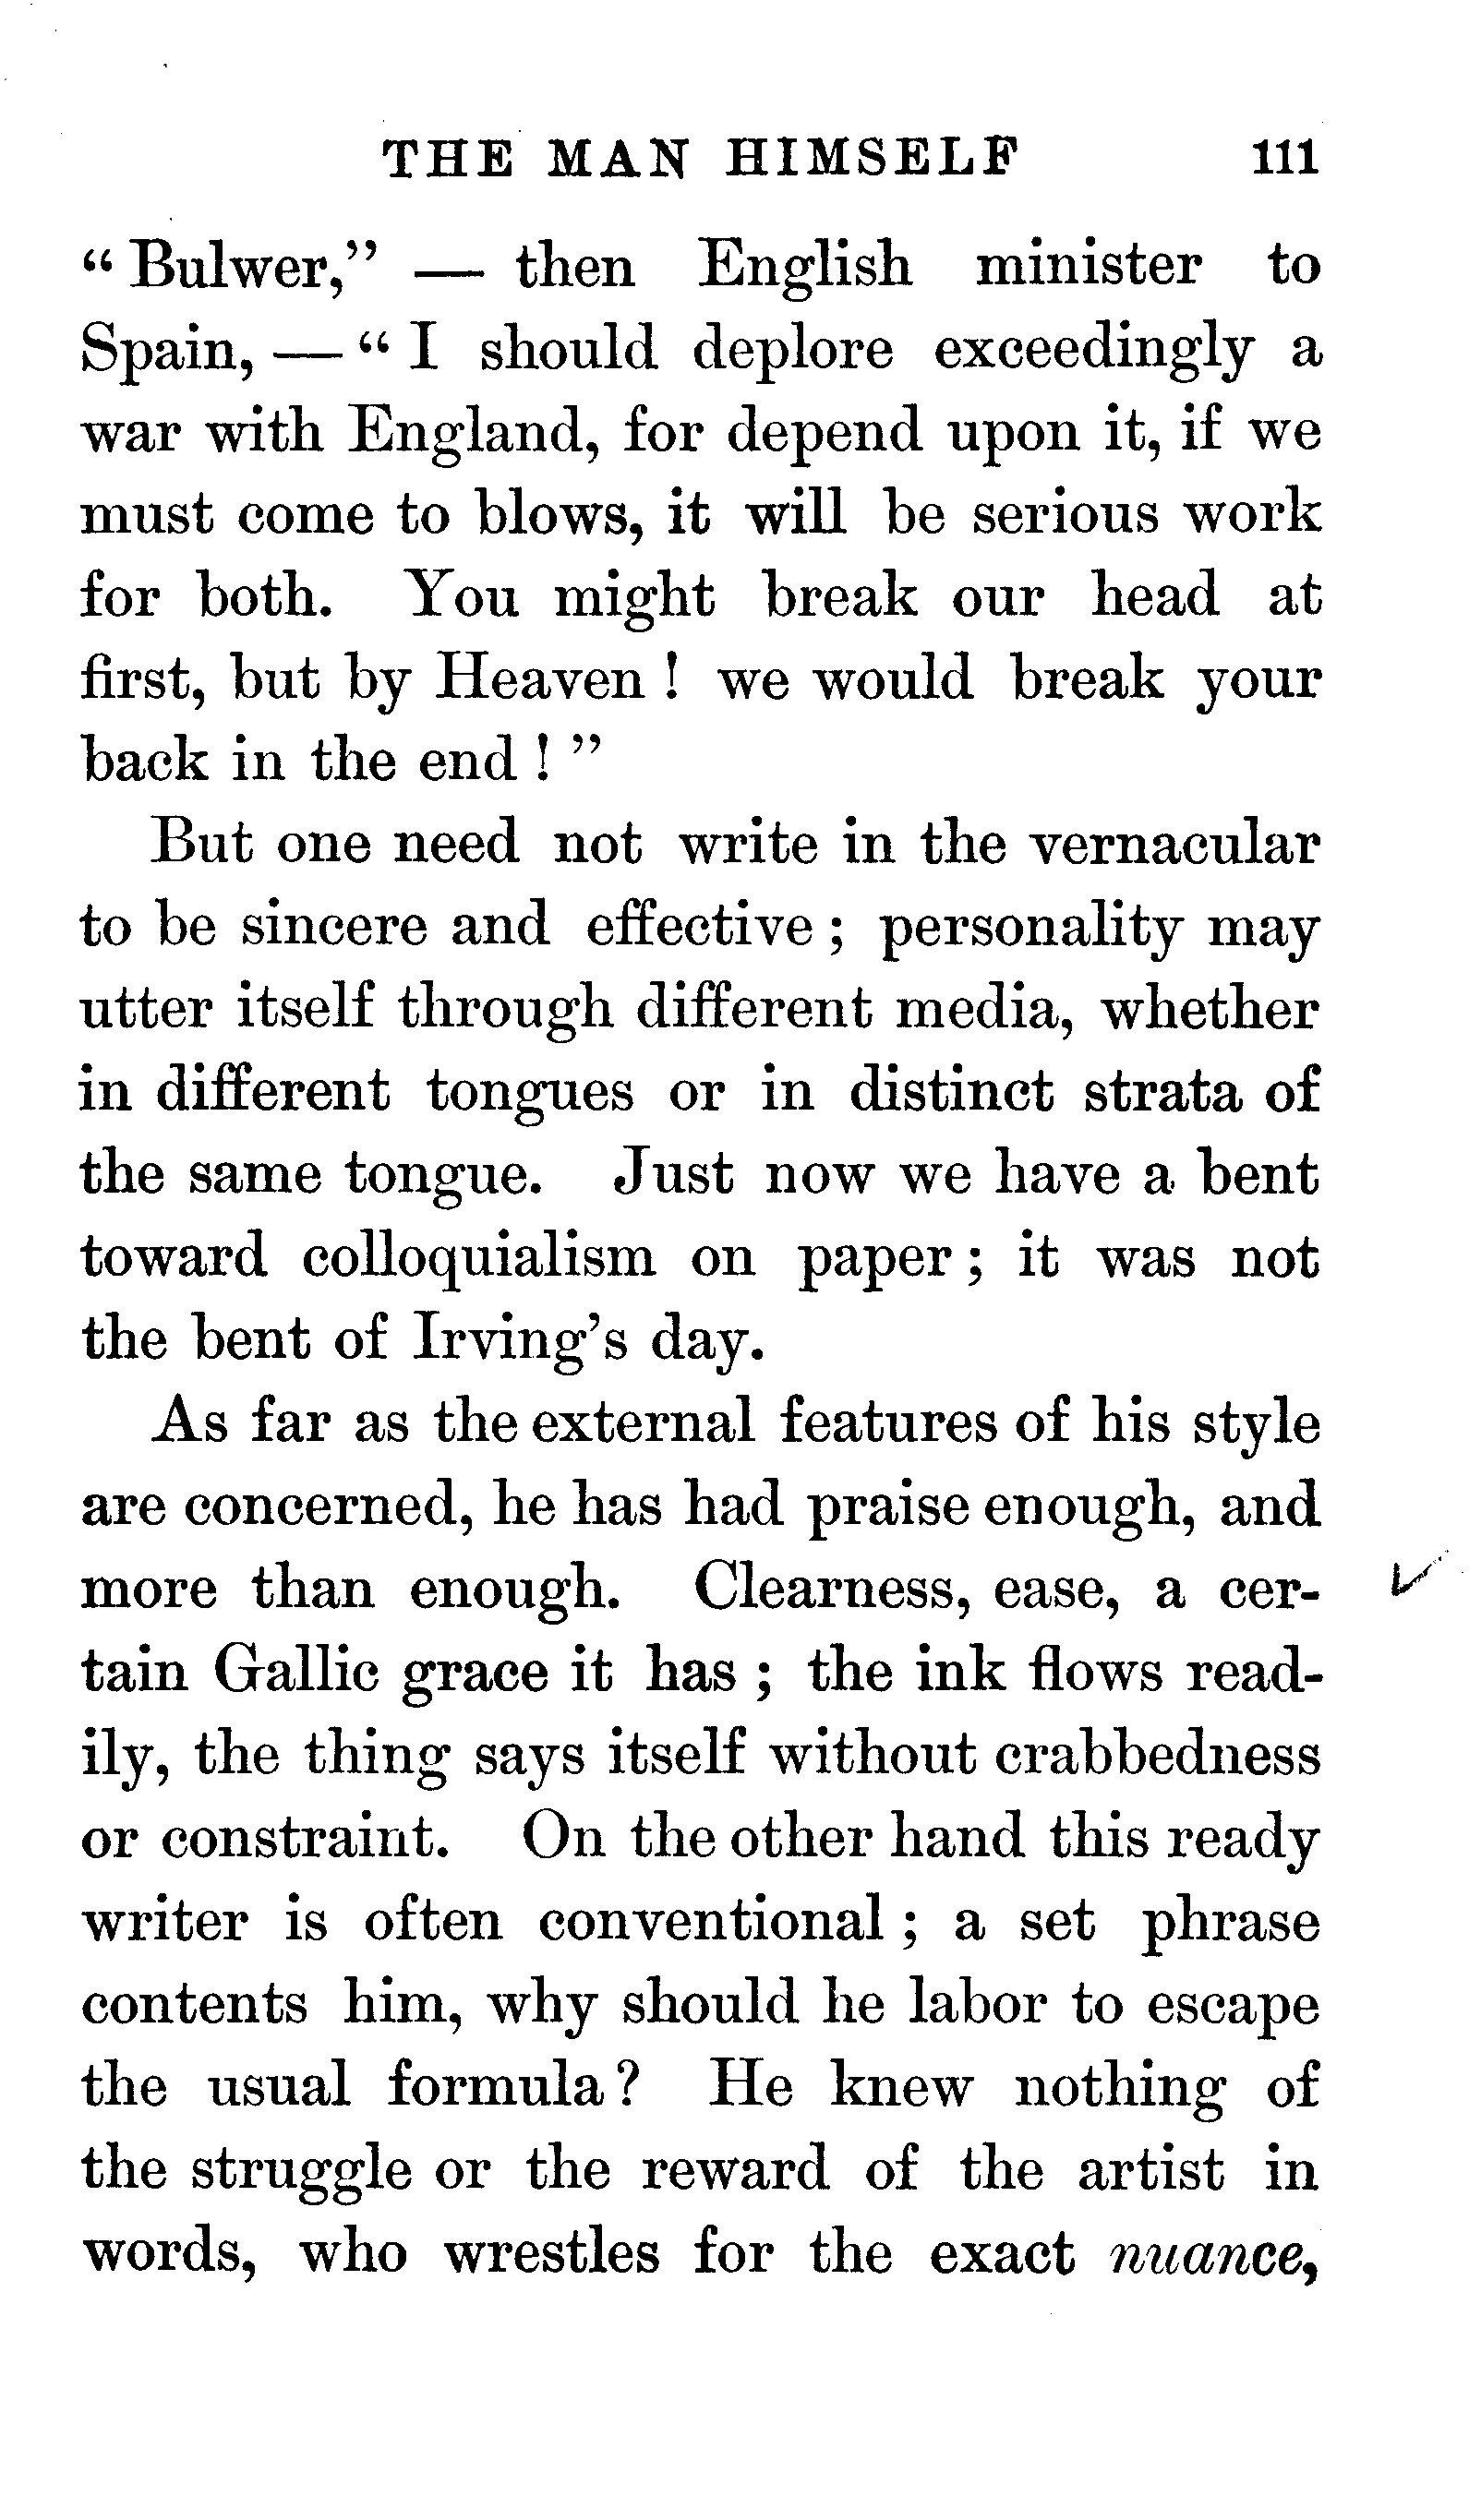 THE MAN HIMSELF 111
“ Bulwer,” — then English minister to
Spain, — “ I should deplore exceedingly a
war with England, for depend upon it, if we
must come to blows, it will be serious work
for both. You might break our head at
first, but by Heaven ! we would break your
back in the end ! ”
But one need not write in the vernacular
to be sincere and effective ; personality may
utter itself through different media, whether
in different tongues or in distinct strata of
the same tongue. Just now we have a bent
toward colloquialism on paper ; it was not
the bent of Irving’s day.
As far as the external features of his style
are concerned, he has had praise enough, and
more than enough. Clearness, ease, a cer-
tain Gallic grace it has ; the ink flows read-
ily, the thing says itself without crabbedness
or constraint. On the other hand this ready
writer is often conventional ; a set phrase
contents him, why should he labor to escape
the usual formula ? He knew nothing of
the struggle or the reward of the artist in
words, who wrestles for the exact nuance,